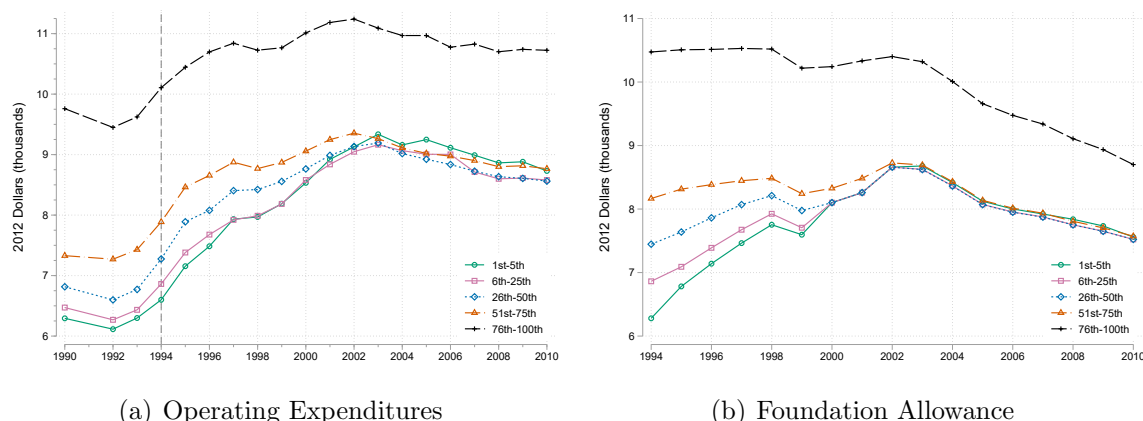 2012 Dollars (thousands)
11
10
9
8
7
6
1990 1992 1994 1996 1998 2000 2002 2004 2006 2008 2010
1st-5th
6th-25th
26th-50th
51st-75th
76th-100th
(a) Operating Expenditures
2012 Dollars (thousands)
11
10
9
8
7
6
1994 1996 1998 2000 2002 2004 2006 2008 2010
1st-5th
6th-25th
26th-50th
51st-75th
76th-100th
(b) Foundation Allowance